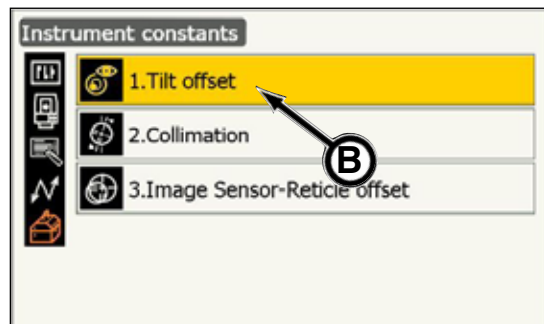 Instrument constants
1.Tilt offset
2.Collimation
B
3.Image Sensor-Reticle offset